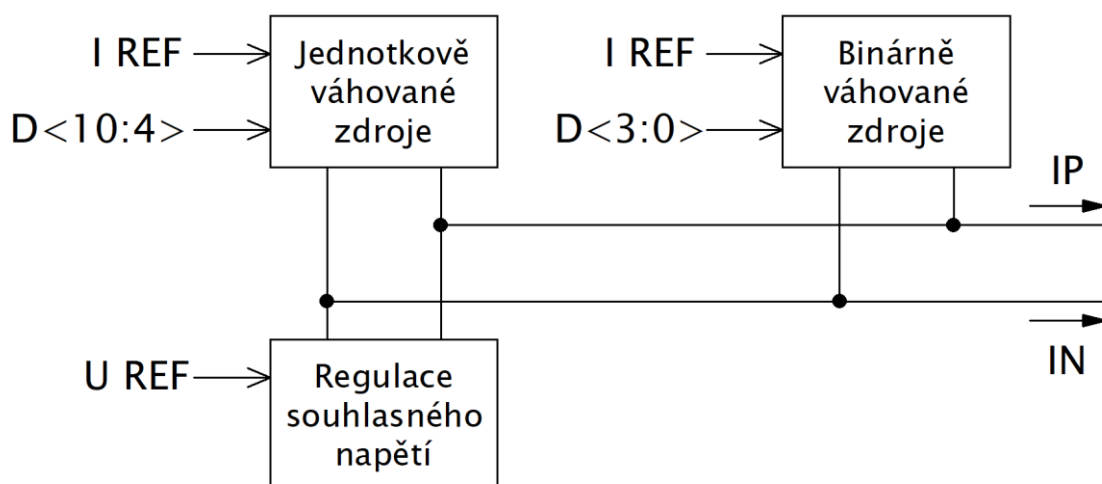 I REF
D<10:4>
Jednotkově
váhované
zdroje
I REF
D<3:0>
Binárně
váhované
zdroje
IP
IN
U REF
Regulace
souhlasného
napětí